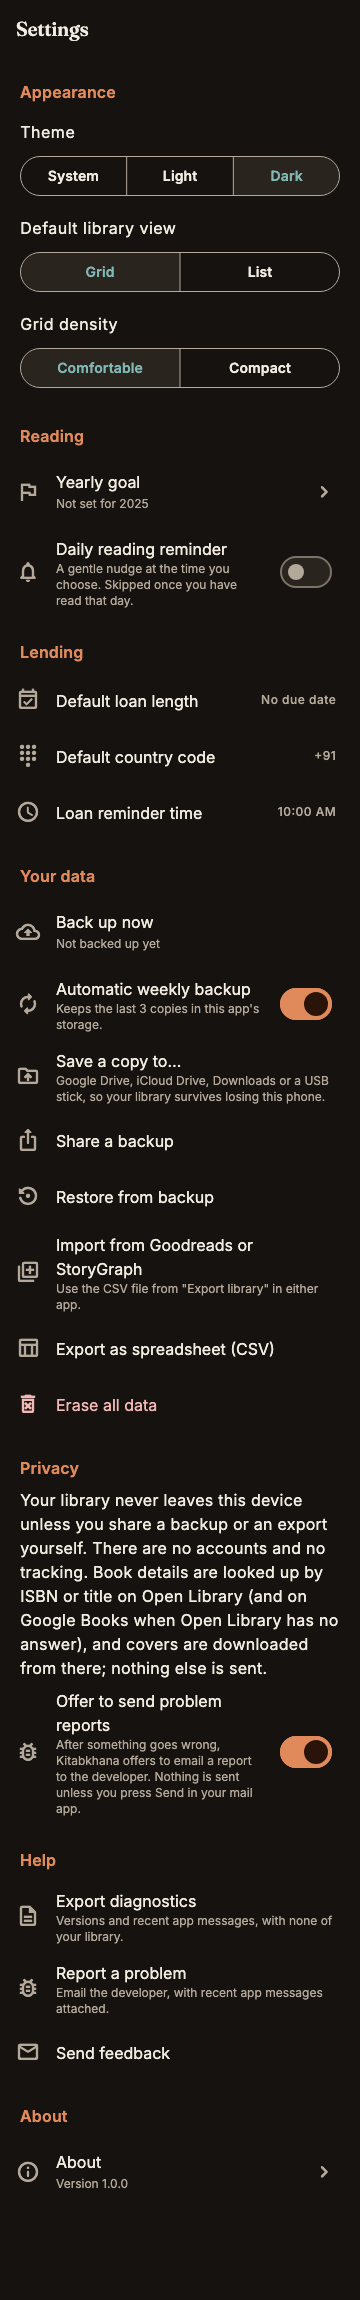 Settings
Appearance
Theme
System Light Dark
Default library view
Grid List
Grid density
Comfortable Compact
Reading
Yearly goal
Not set for 2025
Daily reading reminder
A gentle nudge at the time you
choose. Skipped once you have
read that day.
Lending
Default loan length No due date
Default country code +91
Loan reminder time 10:00 AM
Your data
Back up now
Not backed up yet
Automatic weekly backup
Keeps the last 3 copies in this app's
storage.
Save a copy to...
Google Drive, iCloud Drive, Downloads or a USB
stick, so your library survives losing this phone.
Share a backup
Restore from backup
Import from Goodreads or
StoryGraph
Use the CSV file from "Export library" in either
app.
Export as spreadsheet (CSV)
Erase all data
Privacy
Your library never leaves this device
unless you share a backup or an export
yourself. There are no accounts and no
tracking. Book details are looked up by
ISBN or title on Open Library (and on
Google Books when Open Library has no
answer), and covers are downloaded
from there; nothing else is sent.
Offer to send problem
reports
After something goes wrong,
Kitabkhana offers to email a report
to the developer. Nothing is sent
unless you press Send in your mail
app.
Help
Export diagnostics
Versions and recent app messages, with none of
your library.
Report a problem
Email the developer, with recent app messages
attached.
Send feedback
About
About
Version 1.0.0